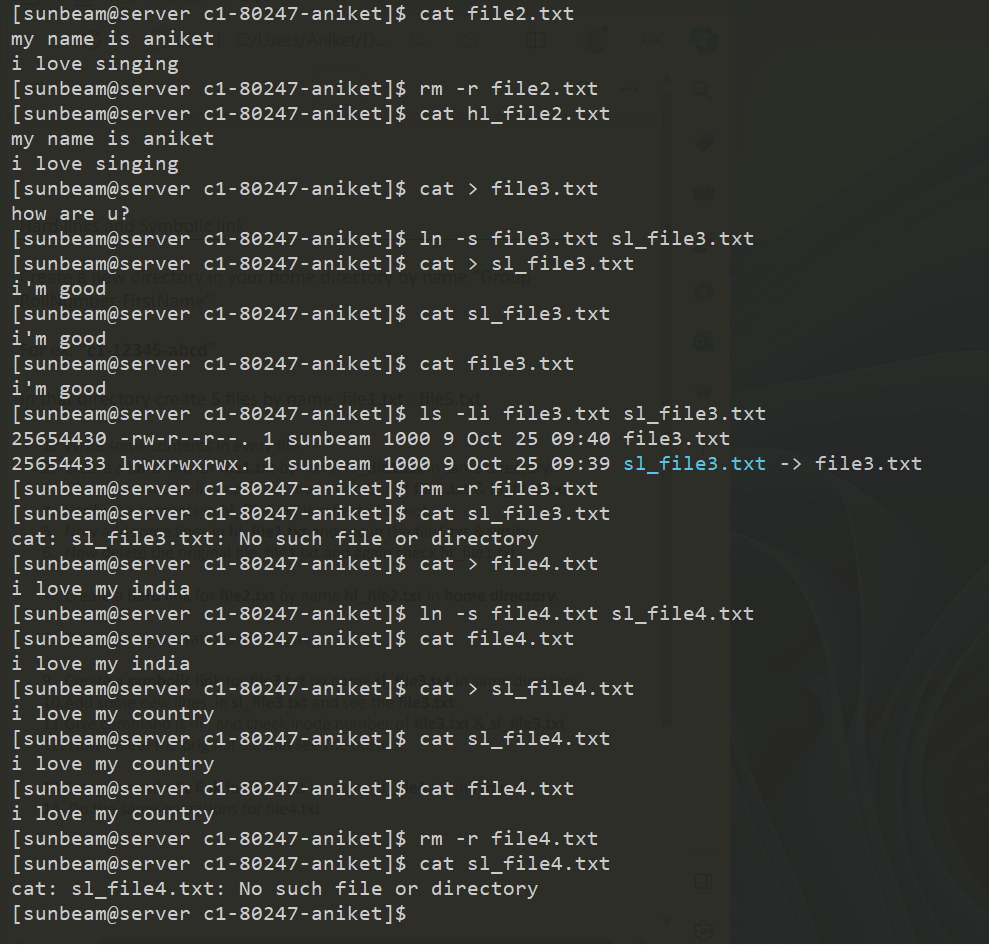 [sunbeam@server c1-80247-aniket]$ cat file2.txt
my name is aniket
i love singing
[sunbeam@server c1-80247-aniket]$ rm -r file2.txt
[sunbeam@server c1-80247-aniket]$ cat hl_file2.txt
my name is aniket
i love singing
[sunbeam@server c1-80247-aniket]$ cat > file3.txt
how are u?
[sunbeam@server c1-80247-aniket]$ ln -s file3.txt sl_file3.txt
[sunbeam@server c1-80247-aniket]$ cat > sl_file3.txt
i'm good
[sunbeam@server c1-80247-aniket]$ cat sl_file3.txt
i'm good
[sunbeam@server c1-80247-aniket]$ cat file3.txt
i'm good
[sunbeam@server c1-80247-aniket]$ ls -li file3.txt sl_file3.txt
25654430 -rw-r--r--. 1 sunbeam 1000 9 Oct 25 09:40 file3.txt
25654433 lrwxrwxrwx. 1 sunbeam 1000 9 Oct 25 09:39 sl_file3.txt -> file3.txt
[sunbeam@server c1-80247-aniket]$ rm -r file3.txt
[sunbeam@server c1-80247-aniket]$ cat sl_file3.txt
cat: sl_file3.txt: No such file or directory
[sunbeam@server c1-80247-aniket]$ cat > file4.txt
i love my india
[sunbeam@server c1-80247-aniket]$ ln -s file4.txt sl_file4.txt
[sunbeam@server c1-80247-aniket]$ cat file4.txt
i love my india
[sunbeam@server c1-80247-aniket]$ cat > sl_file4.txt
i love my country
[sunbeam@server c1-80247-aniket]$ cat sl_file4.txt
i love my country
[sunbeam@server c1-80247-aniket]$ cat file4.txt
i love my country
[sunbeam@server c1-80247-aniket]$ rm -r file4.txt
[sunbeam@server c1-80247-aniket]$ cat sl_file4.txt
cat: sl_file4.txt: No such file or directory
[sunbeam@server c1-80247-aniket]$